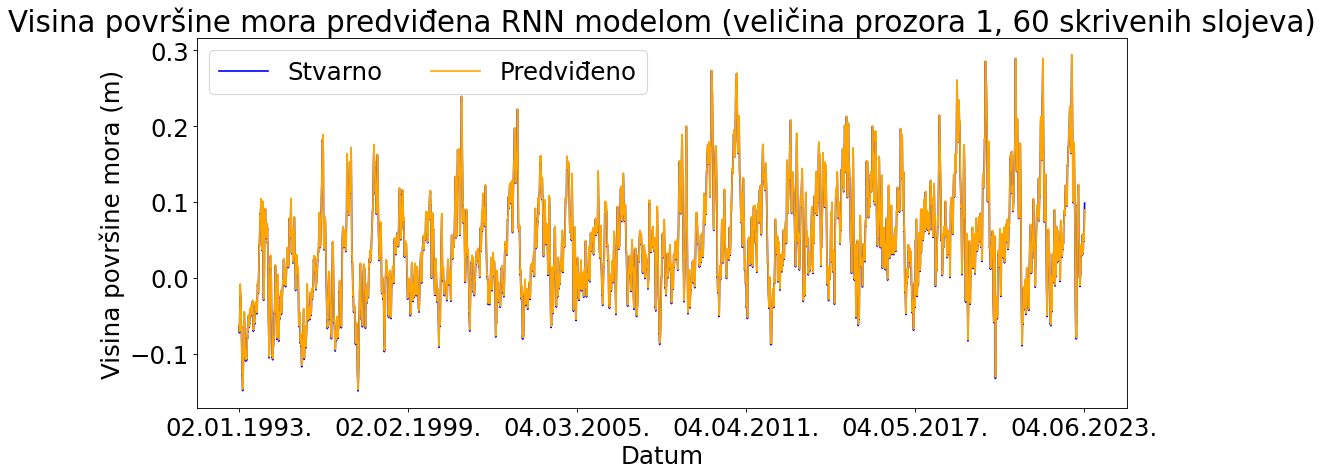 Visina površine mora predviđena RNN modelom (veličina prozora 1, 60 skrivenih slojeva)
Stvarno
Predviđeno
Visina površine mora (m)
0.3
0.2
0.1
0.0
−0.1
02.01.1993.
02.02.1999.
04.03.2005.
04.04.2011.
04.05.2017.
04.06.2023.
Datum